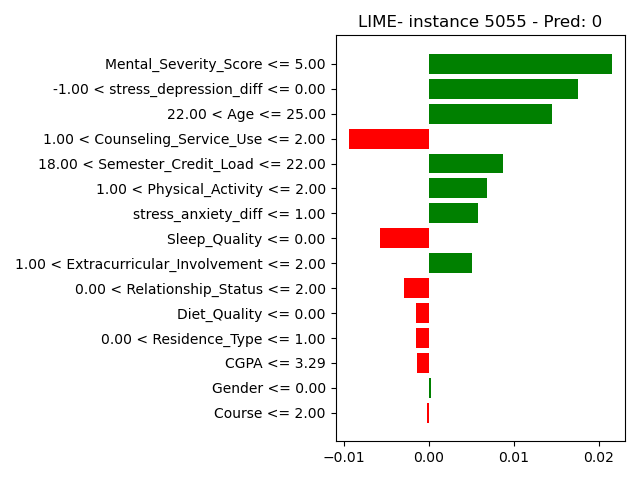 LIME- instance 5055 - Pred: 0
Mental_Severity_Score <= 5.00
-1.00 < stress_depression_diff <= 0.00
22.00 < Age <= 25.00
1.00 < Counseling_Service_Use <= 2.00
18.00 < Semester_Credit_Load <= 22.00
1.00 < Physical_Activity <= 2.00
stress_anxiety_diff <= 1.00
Sleep_Quality <= 0.00
1.00 < Extracurricular_Involvement <= 2.00
0.00 < Relationship_Status <= 2.00
Diet_Quality <= 0.00
0.00 < Residence_Type <= 1.00
CGPA <= 3.29
Gender <= 0.00
Course <= 2.00
−0.01 0.00 0.01 0.02